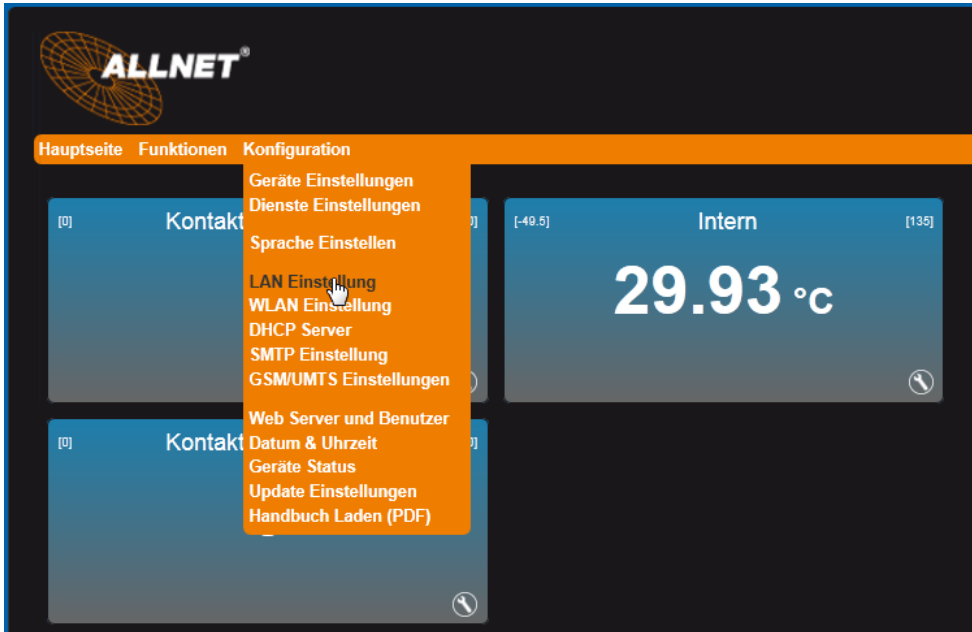 ALLNET®
Hauptseite Funktionen Konfiguration
Geräte Einstellungen
Dienste Einstellungen
Sprache Einstellen
LAN Einstellung
WLAN Einstellung
DHCP Server
SMTP Einstellung
GSM/UMTS Einstellungen
Web Server und Benutzer
Datum & Uhrzeit
Geräte Status
Update Einstellungen
Handbuch Laden (PDF)
[0] Kontakt
[-49.5] Intern [135]
29.93 °C
[0] Kontakt